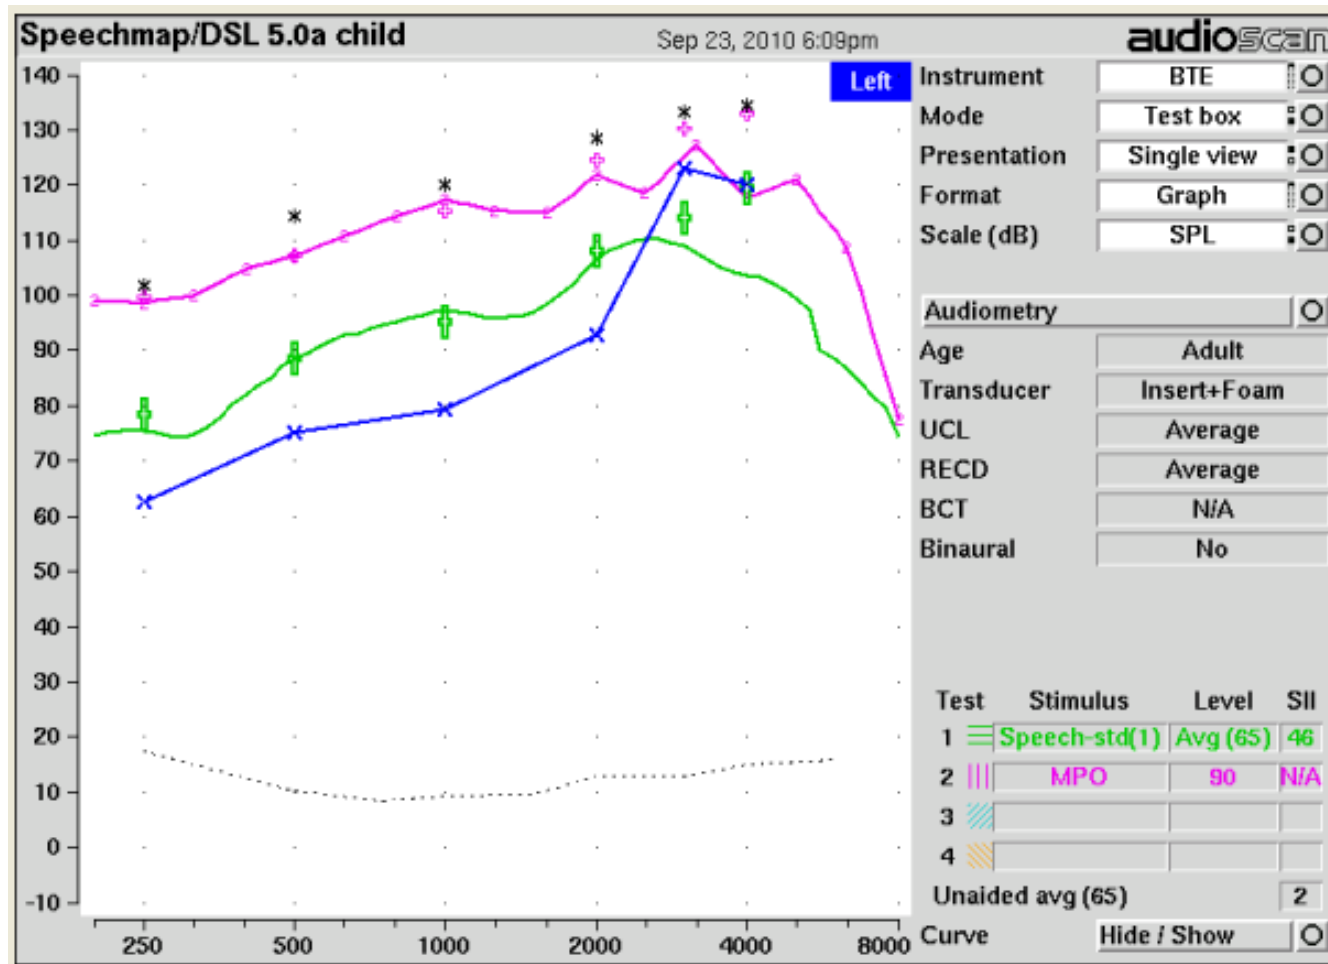 Speechmap/DSL 5.0a child Sep 23, 2010 6:09pm audioscan
Left
140
130
120
110
100
90
80
70
60
50
40
30
20
10
0
-10
250 500 1000 2000 4000 8000
Instrument BTE
Mode Test box
Presentation Single view
Format Graph
Scale (dB) SPL
Audiometry
Age Adult
Transducer Insert+Foam
UCL Average
RECD Average
BCT N/A
Binaural No
Test Stimulus Level SII
1 Speech-std(1) Avg (65) 46
2 MPO 90 N/A
3
4
Unaided avg (65) 2
Curve Hide / Show